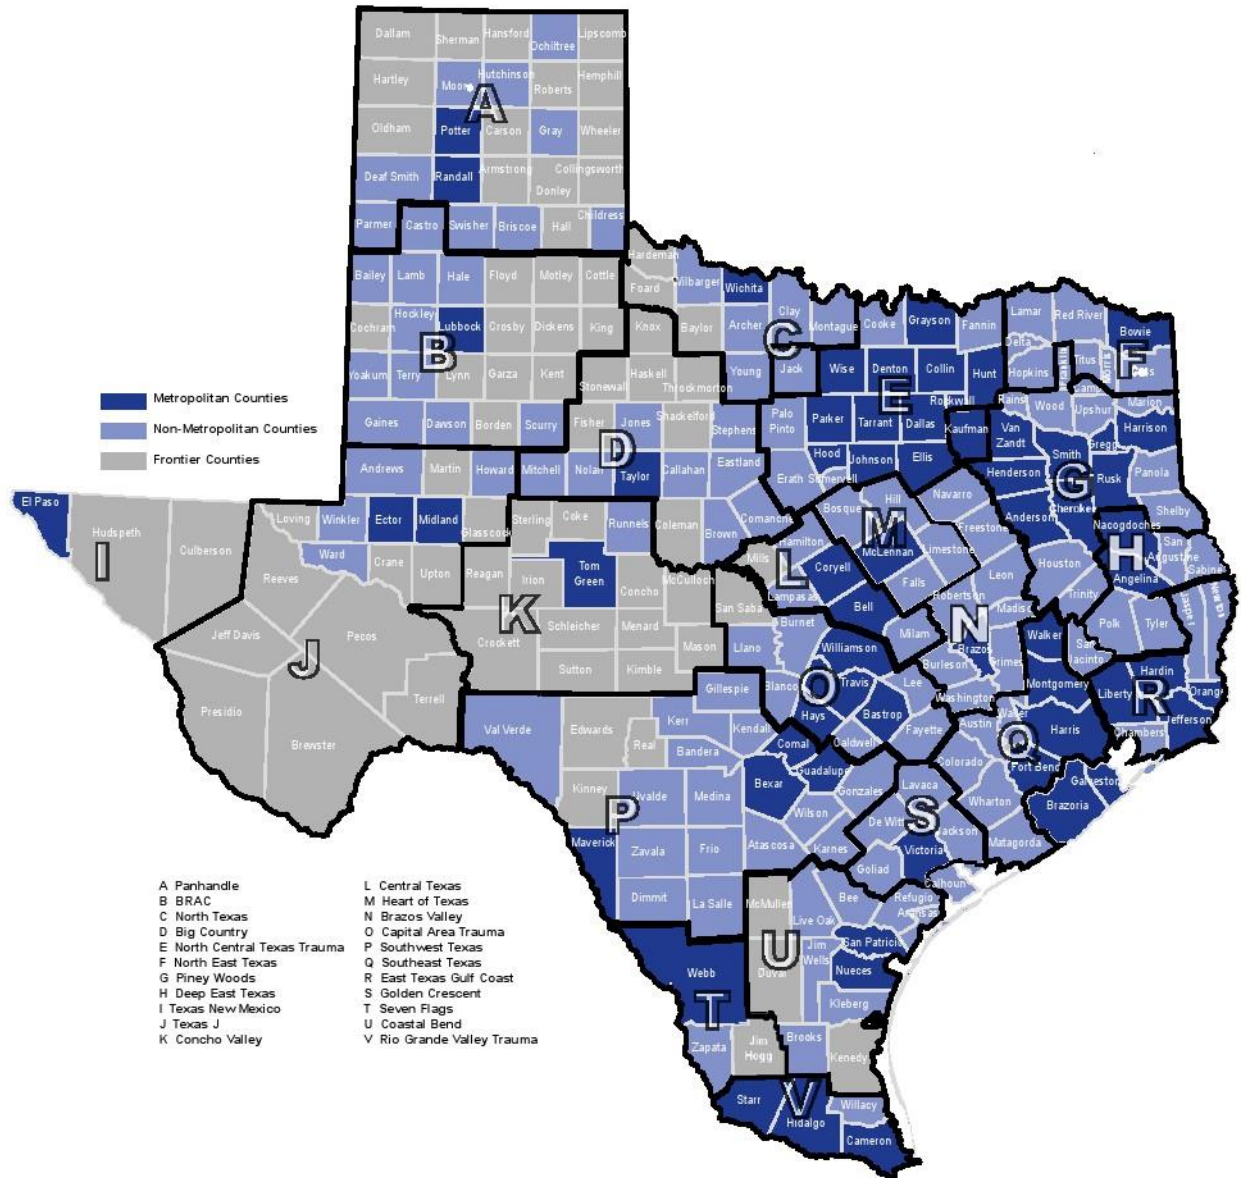 Dallam Sherman Hansford Ochiltree Lipscomb
Hartley Moore Hutchinson Roberts Hemphill
A
Oldham Potter Carson Gray Wheeler
Deaf Smith Randall Armstrong Donley Collingsworth
Parmer Castro Swisher Briscoe Hall Childress
Bailey Lamb Hale Floyd Motley Cottle Hardeman Foard Wilbarger Wichita
Cochran Hockley Lubbock Crosby Dickens King Knox Baylor Archer Clay Montague Cooke Grayson Fannin Lamar Red River Bowie
B C F
Yoakum Terry Lynn Garza Kent Stonewall Haskell Throckmorton Young Jack Wise Denton Collin Hunt Delta Hopkins Franklin Titus Morris Camp Cass
Gaines Dawson Borden Scurry Fisher Jones Shackelford Stephens Palo Pinto Parker Tarrant Dallas Rockwall Kaufman Rains Wood Upshur Marion
D E
Metropolitan Counties
Non-Metropolitan Counties
Frontier Counties
Andrews Martin Howard Mitchell Nolan Taylor Callahan Eastland Erath Hood Somervell Johnson Ellis Van Zandt Smith Gregg Harrison
Henderson Rusk Panola
G
El Paso Hudspeth Culberson Loving Winkler Ector Midland Glasscock Sterling Coke Runnels Coleman Brown Comanche Bosque Hill Navarro Anderson Cherokee Shelby
I M H
Reeves Ward Crane Upton Reagan Irion Tom Green Concho McCulloch Mills Hamilton Coryell McLennan Limestone Freestone Houston Nacogdoches San Augustine Sabine
K L
Jeff Davis Pecos Crockett Schleicher Menard San Saba Lampasas Bell Falls Robertson Leon Madison Trinity Angelina
J N
Presidio Brewster Terrell Sutton Kimble Mason Llano Burnet Williamson Milam Brazos Grimes Walker Polk Tyler Jasper
San Jacinto Burleson Washington Montgomery Liberty Hardin Orange Jefferson Chambers
O R
Val Verde Edwards Kerr Gillespie Blanco Travis Hays Bastrop Lee Fayette Austin Waller Harris
Real Bandera Kendall Comal Caldwell Colorado Fort Bend Galveston
Q
Kinney Uvalde Medina Bexar Guadalupe Gonzales Lavaca Wharton Brazoria
P S
Maverick Zavala Frio Atascosa Wilson Karnes De Witt Jackson Matagorda
Dimmit La Salle McMullen Live Oak Bee Goliad Victoria Calhoun Refugio Aransas
Webb Duval Jim Wells San Patricio Nueces Kleberg
T U
Zapata Jim Hogg Brooks Kenedy
Starr Hidalgo Willacy Cameron
V
A Panhandle
B BRAC
C North Texas
D Big Country
E North Central Texas Trauma
F North East Texas
G Piney Woods
H Deep East Texas
I Texas New Mexico
J Texas J
K Concho Valley
L Central Texas
M Heart of Texas
N Brazos Valley
O Capital Area Trauma
P Southwest Texas
Q Southeast Texas
R East Texas Gulf Coast
S Golden Crescent
T Seven Flags
U Coastal Bend
V Rio Grande Valley Trauma